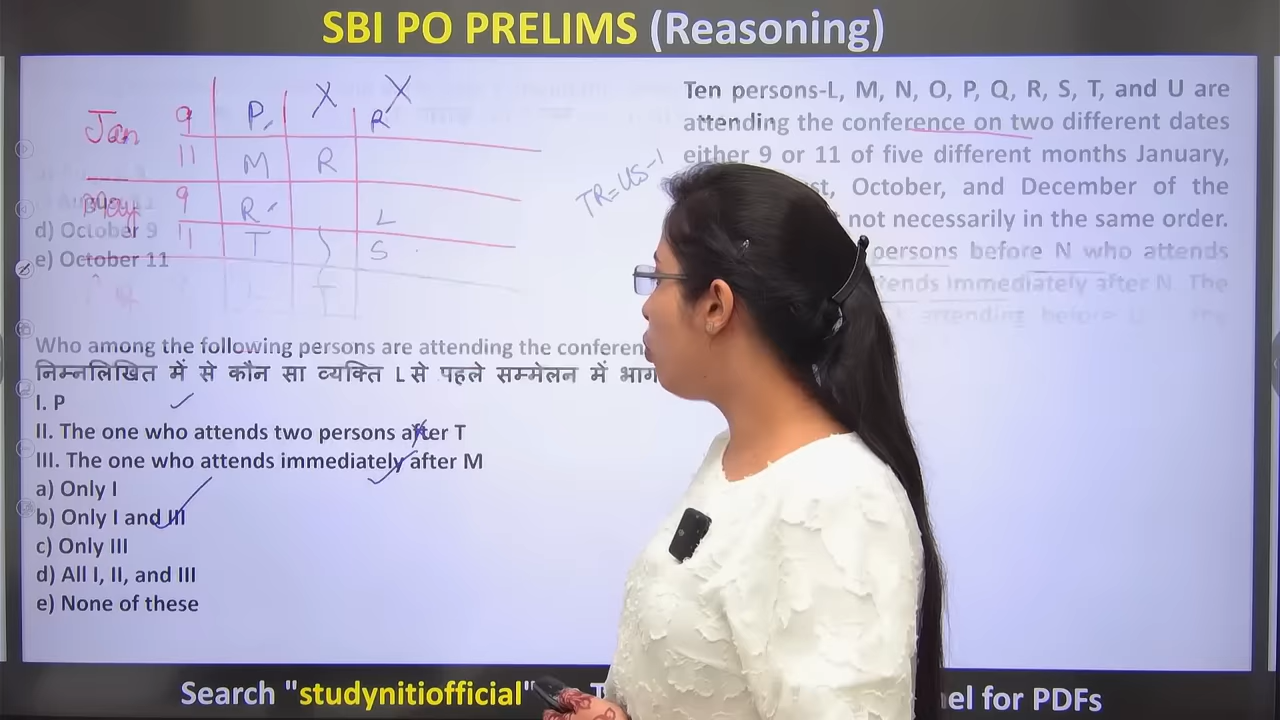 SBI PO PRELIMS (Reasoning)
Ten persons-L, M, N, O, P, Q, R, S, T, and U are
attending the conference on two different dates
either 9 or 11 of five different months January,
October, and December of the
not necessarily in the same order.
persons before N who attends
immediately after N. The
attending before
Jan 9 P X X R
11 M R
May 9 R L
11 T S
TR=US-1
d) October 9
e) October 11
Who among the following persons are attending the
निम्नलिखित में से कौन सा व्यक्ति L से पहले सम्मेलन में
I. P
II. The one who attends two persons after T
III. The one who attends immediately after M
a) Only I
b) Only I and III
c) Only III
d) All I, II, and III
e) None of these
Search "studynitiofficial" for PDFs